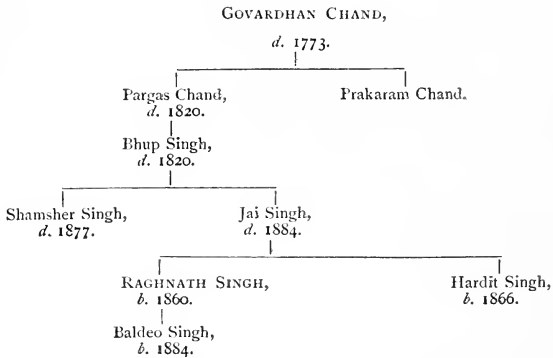 GOVARDHAN CHAND,
d. 1773.
Pargas Chand,
d. 1820.
Prakaram Chand.
Bhup Singh,
d. 1820.
Shamsher Singh,
d. 1877.
Jai Singh,
d. 1884.
RAGHNATH SINGH,
b. 1860.
Hardit Singh,
b. 1866.
Baldeo Singh,
b. 1884.